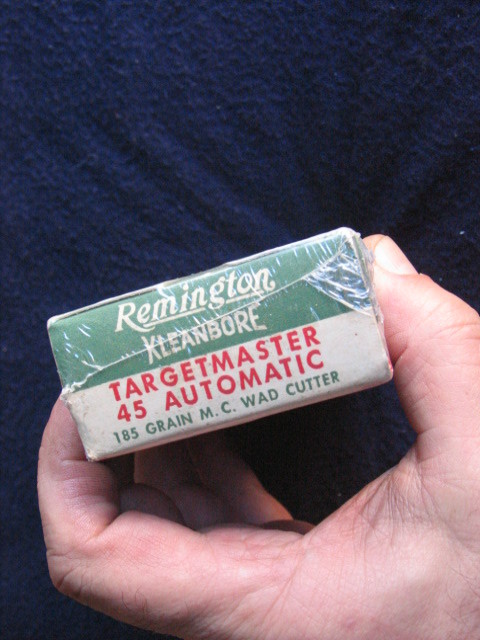 Remington
KLEANBORE
TARGETMASTER
45 AUTOMATIC
185 GRAIN M.C. WAD CUTTER